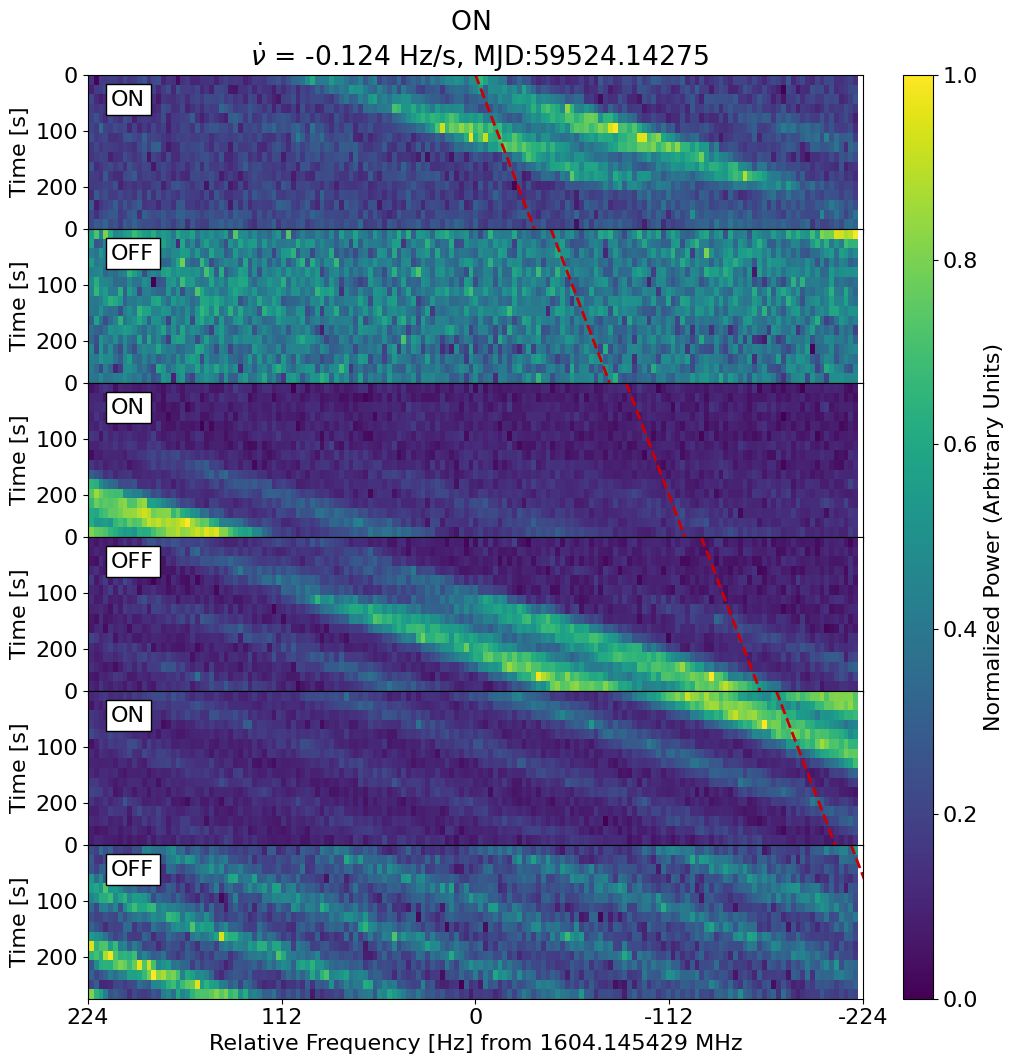 ON
ν̇ = -0.124 Hz/s, MJD:59524.14275
0
ON
100
Time [s]
200
0
OFF
100
Time [s]
200
0
ON
100
Time [s]
200
0
OFF
100
Time [s]
200
0
ON
100
Time [s]
200
0
OFF
100
Time [s]
200
224 112 0 -112 -224
Relative Frequency [Hz] from 1604.145429 MHz
1.0
0.8
0.6
0.4
0.2
0.0
Normalized Power (Arbitrary Units)